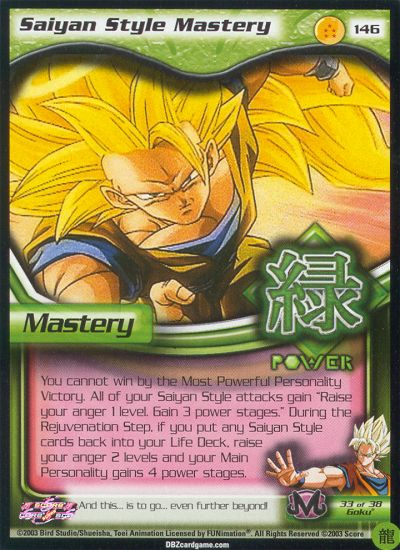 Saiyan Style Mastery
146
緑
Mastery
POWER
You cannot win by the Most Powerful Personality
Victory. All of your Saiyan Style attacks gain "Raise
your anger 1 level. Gain 3 power stages." During the
Rejuvenation Step, if you put any Saiyan Style
cards back into your Life Deck, raise
your anger 2 levels and your Main
Personality gains 4 power stages.
SCORE
And this... is to go... even further beyond!
33 of 38
Goku
龍
©2003 Bird Studio/Shueisha, Toei Animation Licensed by FUNimation®. All Rights Reserved ©2003 Score
DBZcardgame.com